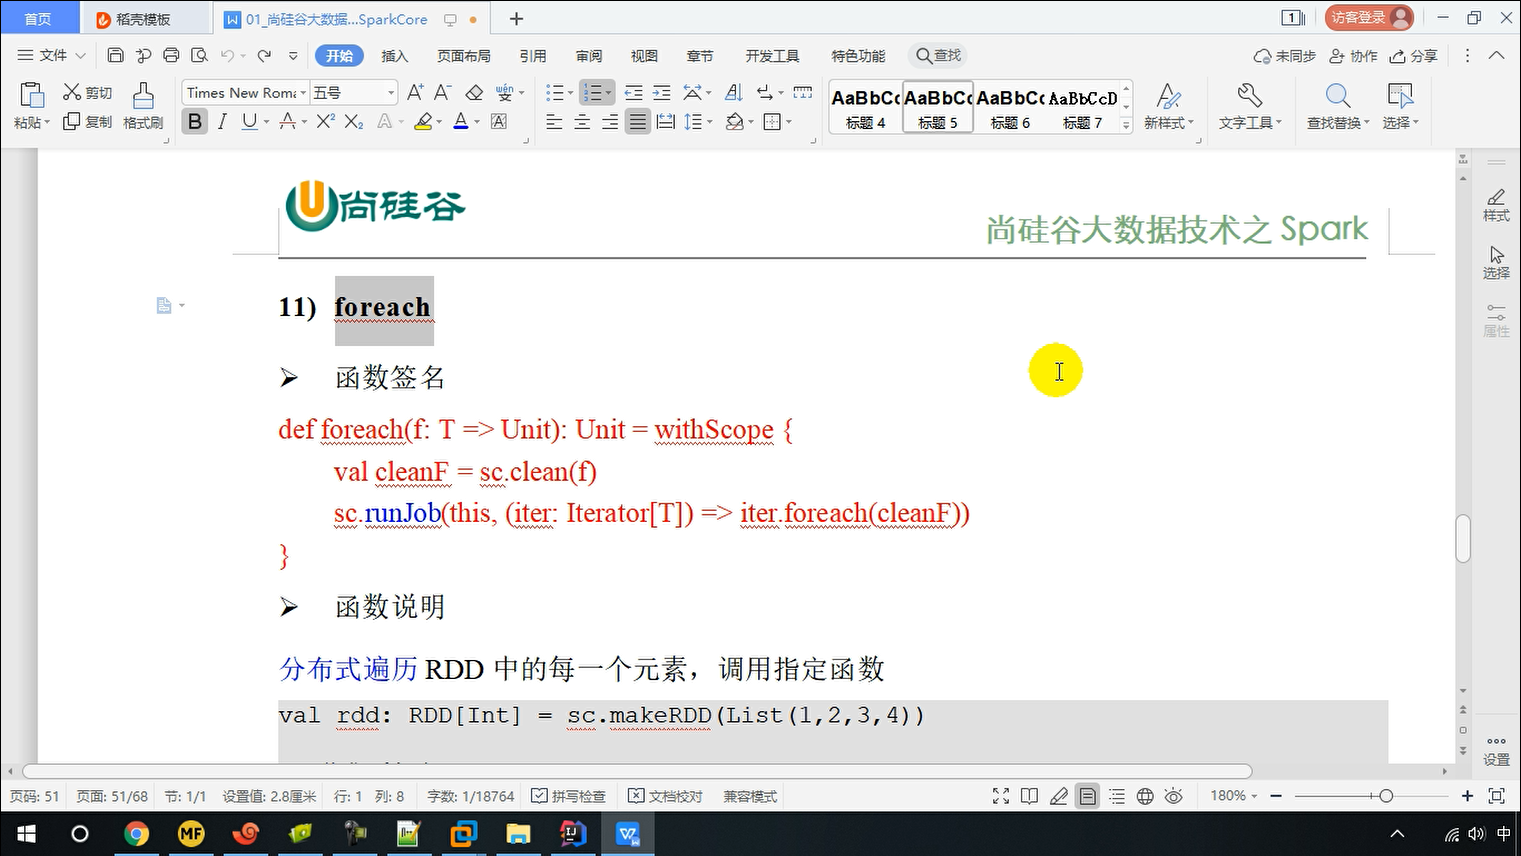 首页
稻壳模板
01_尚硅谷大数据...SparkCore
1
访客登录
文件
开始
插入
页面布局
引用
审阅
视图
章节
开发工具
特色功能
查找
未同步
协作
分享
粘贴
剪切
复制
格式刷
Times New Roma
五号
AaBbCc
标题 4
AaBbCc
标题 5
AaBbCc
标题 6
AaBbCcD
标题 7
新样式
文字工具
查找替换
选择
尚硅谷
尚硅谷大数据技术之 Spark
11) foreach
函数签名
def foreach(f: T => Unit): Unit = withScope {
val cleanF = sc.clean(f)
sc.runJob(this, (iter: Iterator[T]) => iter.foreach(cleanF))
}
函数说明
分布式遍历 RDD 中的每一个元素，调用指定函数
val rdd: RDD[Int] = sc.makeRDD(List(1,2,3,4))
样式
选择
属性
设置
页码: 51
页面: 51/68
节: 1/1
设置值: 2.8厘米
行: 1
列: 8
字数: 1/18764
拼写检查
文档校对
兼容模式
180%
MF
中